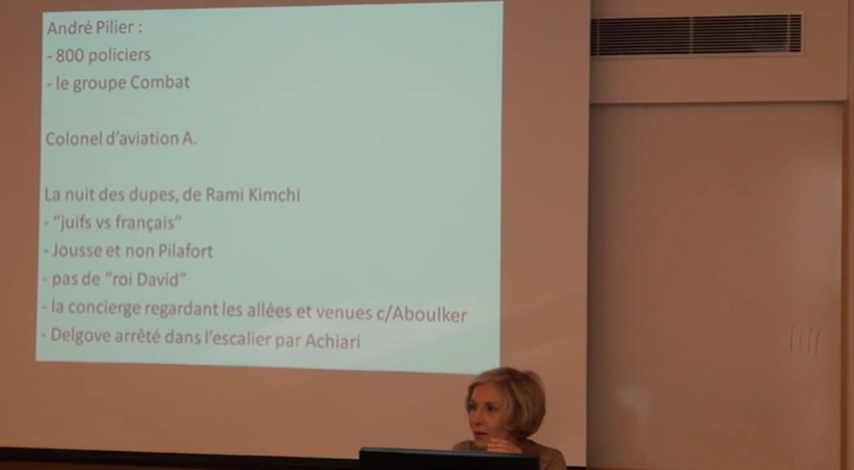 André Pilier :
- 800 policiers
- le groupe Combat
Colonel d'aviation A.
La nuit des dupes, de Rami Kimchi
- "juifs vs français"
- Jousse et non Pilafort
- pas de "roi David"
- la concierge regardant les allées et venues c/Aboulker
- Delgove arrêté dans l'escalier par Achiari